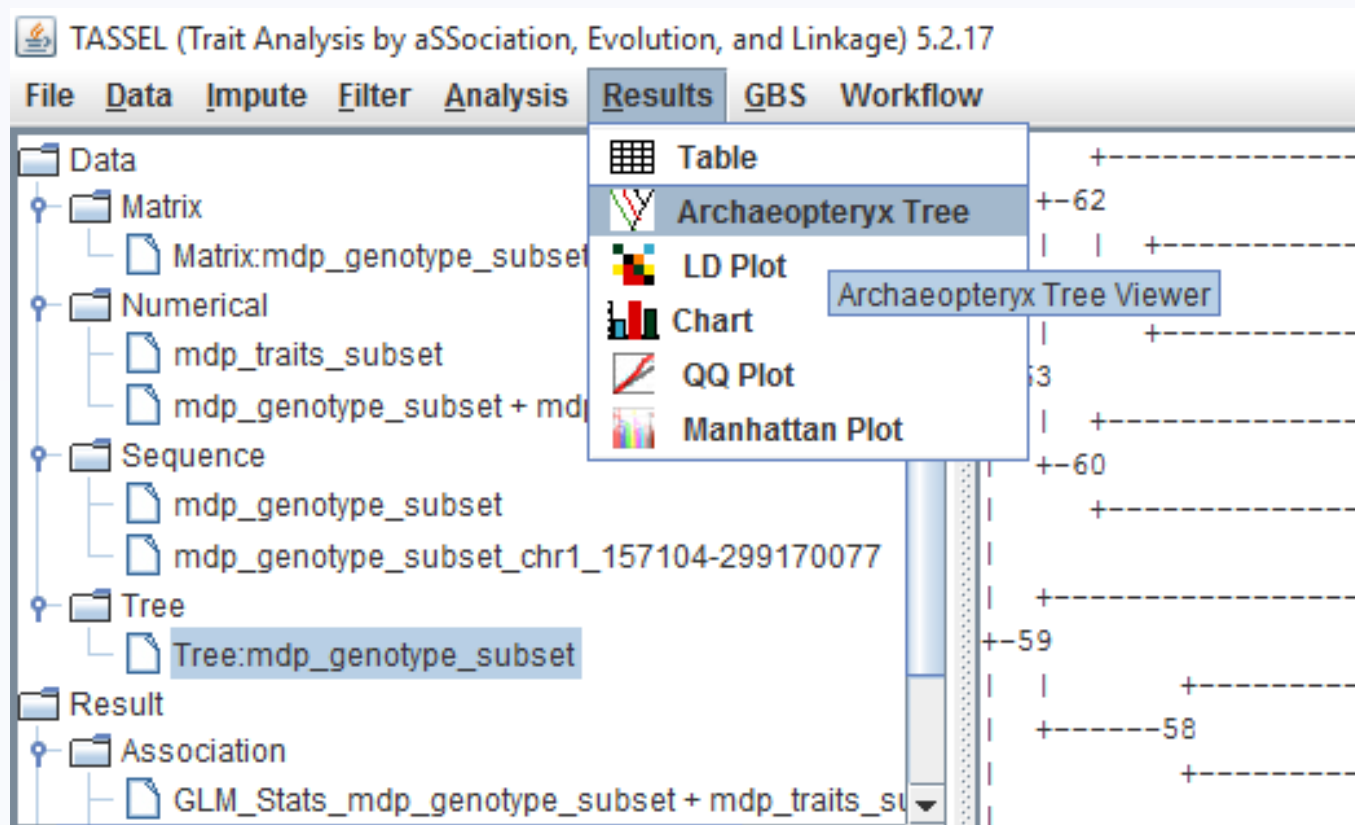 TASSEL (Trait Analysis by aSSociation, Evolution, and Linkage) 5.2.17
File Data Impute Filter Analysis Results GBS Workflow
Data
Matrix
Matrix:mdp_genotype_subset
Numerical
mdp_traits_subset
mdp_genotype_subset + mdp
Sequence
mdp_genotype_subset
mdp_genotype_subset_chr1_157104-299170077
Tree
Tree:mdp_genotype_subset
Result
Association
GLM_Stats_mdp_genotype_subset + mdp_traits_su
Table
Archaeopteryx Tree
LD Plot
Archaeopteryx Tree Viewer
Chart
QQ Plot
Manhattan Plot
+--------------
+-62
| | +------------
| +------------
| +--------------
+-60
| +--------------
|
| +------------------
+-59
| | +----------
| +------58
| +----------
|